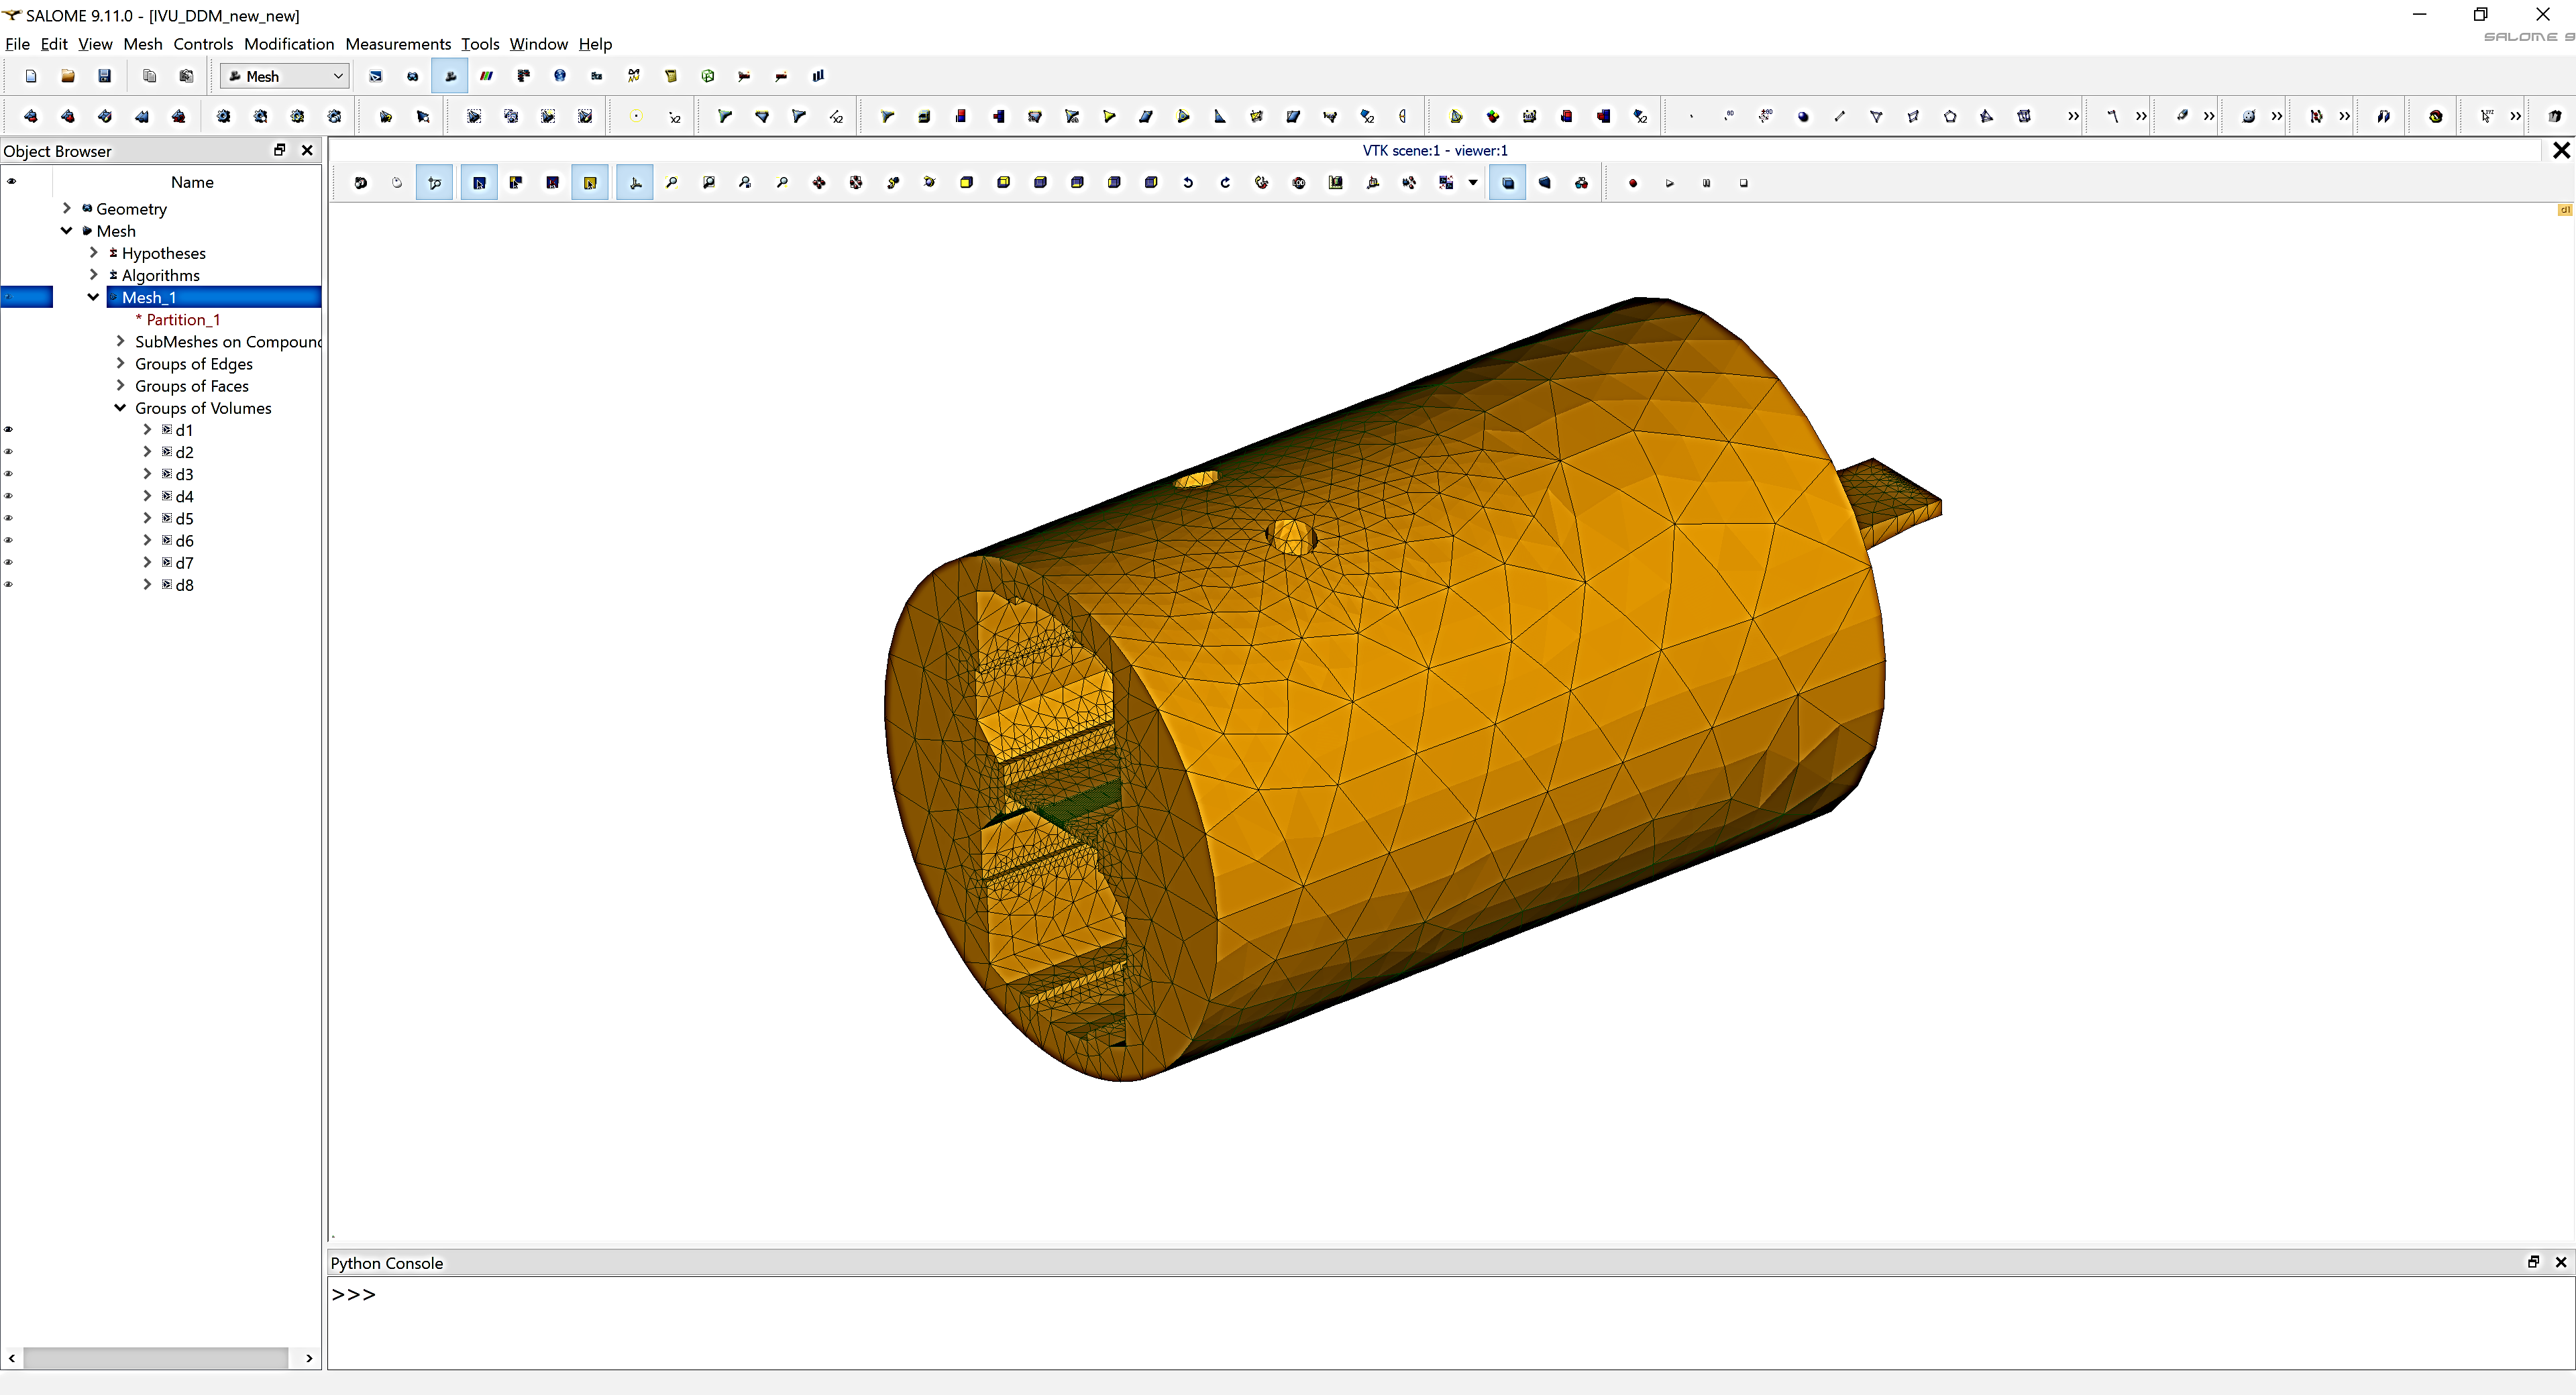 SALOME 9.11.0 - [IVU_DDM_new_new]
File Edit View Mesh Controls Modification Measurements Tools Window Help
SALOME 9
Mesh
Object Browser
VTK scene:1 - viewer:1
Name
d1
Geometry
Mesh
Hypotheses
Algorithms
Mesh_1
* Partition_1
SubMeshes on Compound
Groups of Edges
Groups of Faces
Groups of Volumes
d1
d2
d3
d4
d5
d6
d7
d8
Python Console
>>>